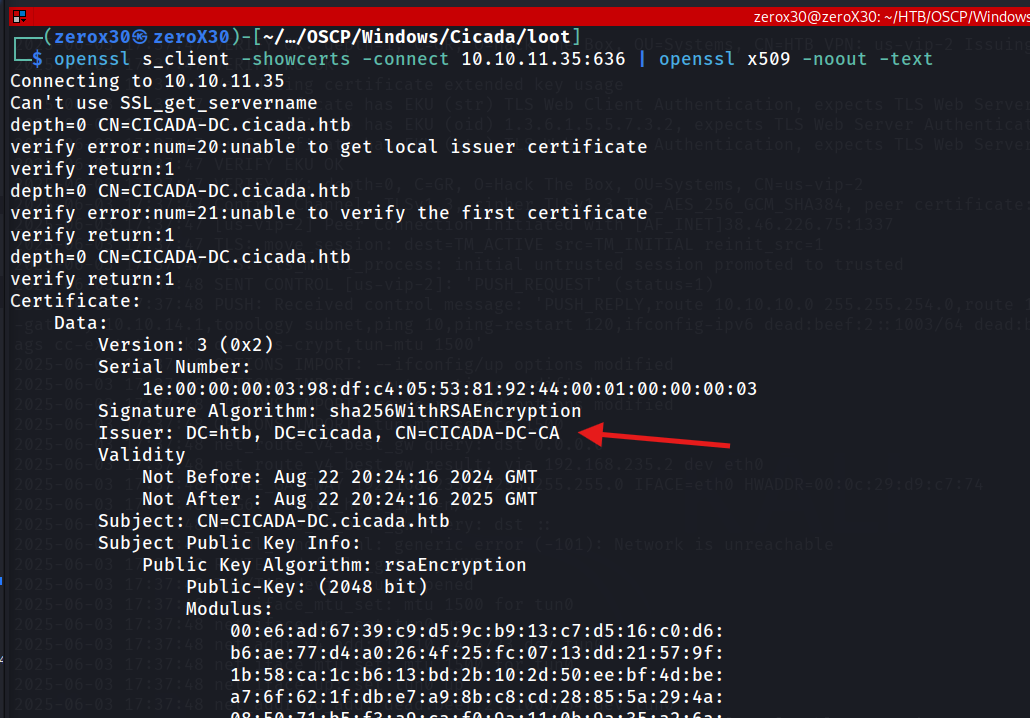 zerox30@zeroX30: ~/HTB/OSCP/Windows
┌──(zerox30㉿zeroX30)-[~/…/OSCP/Windows/Cicada/loot]
└─$ openssl s_client -showcerts -connect 10.10.11.35:636 | openssl x509 -noout -text
Connecting to 10.10.11.35
Can't use SSL_get_servername
depth=0 CN=CICADA-DC.cicada.htb
verify error:num=20:unable to get local issuer certificate
verify return:1
depth=0 CN=CICADA-DC.cicada.htb
verify error:num=21:unable to verify the first certificate
verify return:1
depth=0 CN=CICADA-DC.cicada.htb
verify return:1
Certificate:
    Data:
        Version: 3 (0x2)
        Serial Number:
            1e:00:00:00:03:98:df:c4:05:53:81:92:44:00:01:00:00:00:03
        Signature Algorithm: sha256WithRSAEncryption
        Issuer: DC=htb, DC=cicada, CN=CICADA-DC-CA
        Validity
            Not Before: Aug 22 20:24:16 2024 GMT
            Not After : Aug 22 20:24:16 2025 GMT
        Subject: CN=CICADA-DC.cicada.htb
        Subject Public Key Info:
            Public Key Algorithm: rsaEncryption
                Public-Key: (2048 bit)
                Modulus:
                    00:e6:ad:67:39:c9:d5:9c:b9:13:c7:d5:16:c0:d6:
                    b6:ae:77:d4:a0:26:4f:25:fc:07:13:dd:21:57:9f:
                    1b:58:ca:1c:b6:13:bd:2b:10:2d:50:ee:bf:4d:be:
                    a7:6f:62:1f:db:e7:a9:8b:c8:cd:28:85:5a:29:4a: